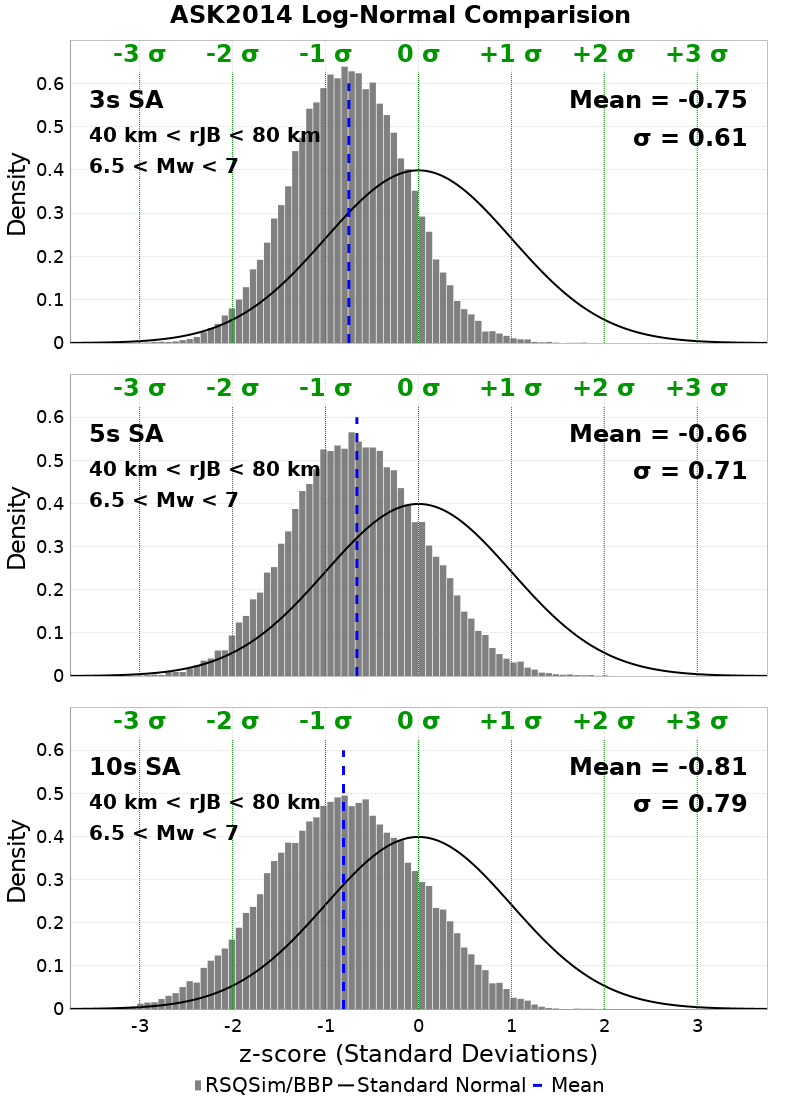 ASK2014 Log-Normal Comparision
-3 σ -2 σ -1 σ 0 σ +1 σ +2 σ +3 σ
0.6
3s SA Mean = -0.75
0.5
40 km < rJB < 80 km σ = 0.61
6.5 < Mw < 7
0.4
0.3
0.2
0.1
0
Density
-3 σ -2 σ -1 σ 0 σ +1 σ +2 σ +3 σ
0.6
5s SA Mean = -0.66
0.5
40 km < rJB < 80 km σ = 0.71
6.5 < Mw < 7
0.4
0.3
0.2
0.1
0
Density
-3 σ -2 σ -1 σ 0 σ +1 σ +2 σ +3 σ
0.6
10s SA Mean = -0.81
0.5
40 km < rJB < 80 km σ = 0.79
6.5 < Mw < 7
0.4
0.3
0.2
0.1
0
Density
-3 -2 -1 0 1 2 3
z-score (Standard Deviations)
RSQSim/BBP Standard Normal Mean